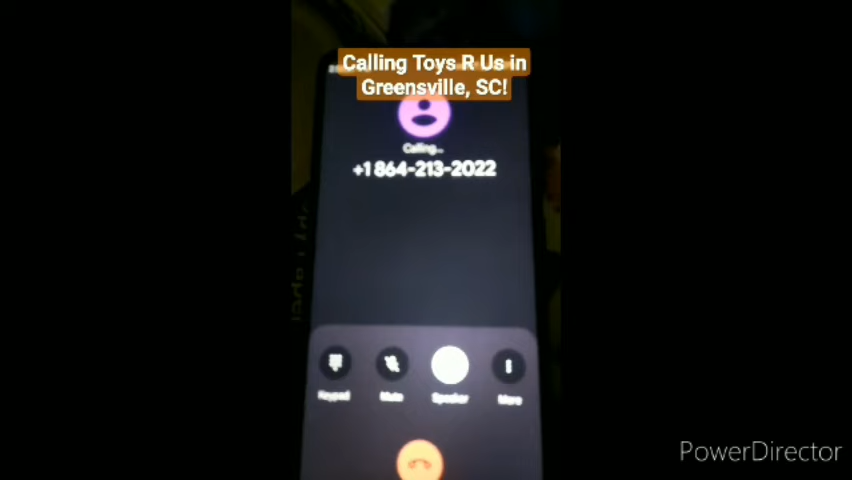 Calling Toys R Us in
Greensville, SC!
Calling...
+1 864-213-2022
Keypad
Mute
Speaker
More
PowerDirector